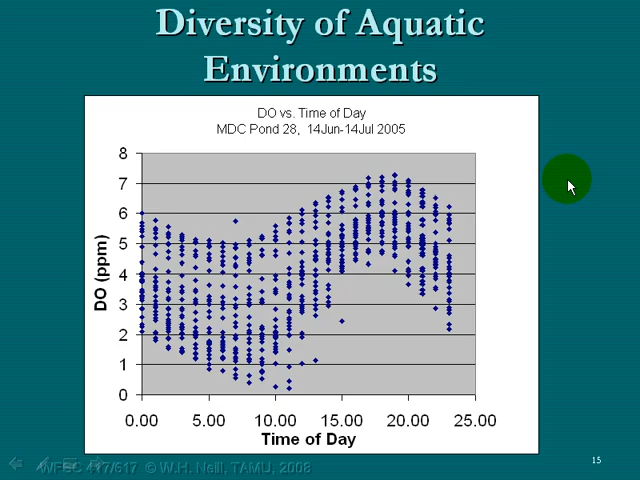 Diversity of Aquatic
Environments
DO vs. Time of Day
MDC Pond 28, 14Jun-14Jul 2005
8
7
6
5
4
3
2
1
0
DO (ppm)
0.00 5.00 10.00 15.00 20.00 25.00
Time of Day
WFSC 417/617 © W.H. Neill, TAMU, 2008
15